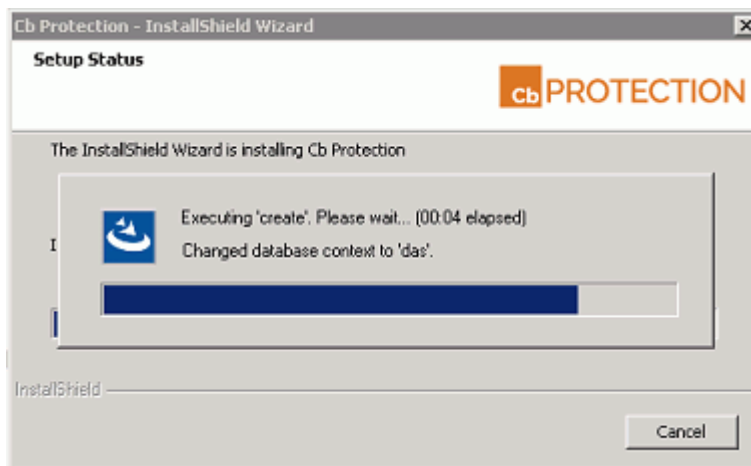 Cb Protection - InstallShield Wizard
Setup Status
Cb PROTECTION
The InstallShield Wizard is installing Cb Protection
Executing 'create'. Please wait... (00:04 elapsed)
I
Changed database context to 'das'.
InstallShield
Cancel